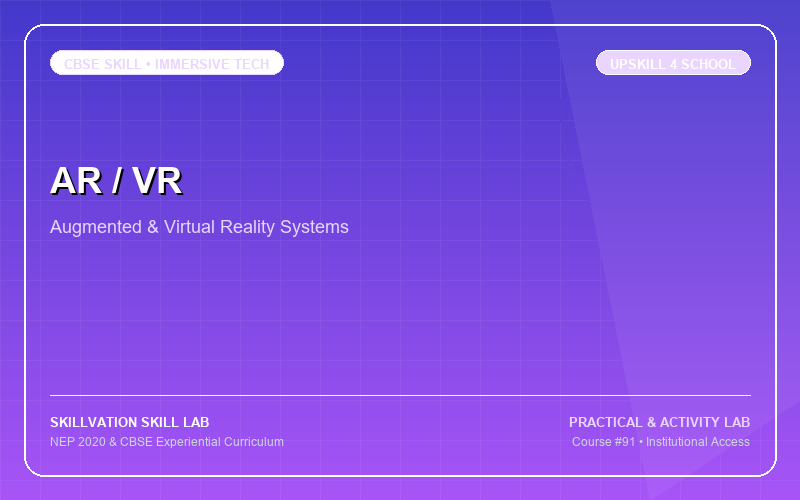 CBSE SKILL • IMMERSIVE TECH
UPSKILL 4 SCHOOL
AR / VR
Augmented & Virtual Reality Systems
SKILLVATION SKILL LAB
NEP 2020 & CBSE Experiential Curriculum
PRACTICAL & ACTIVITY LAB
Course #91 • Institutional Access